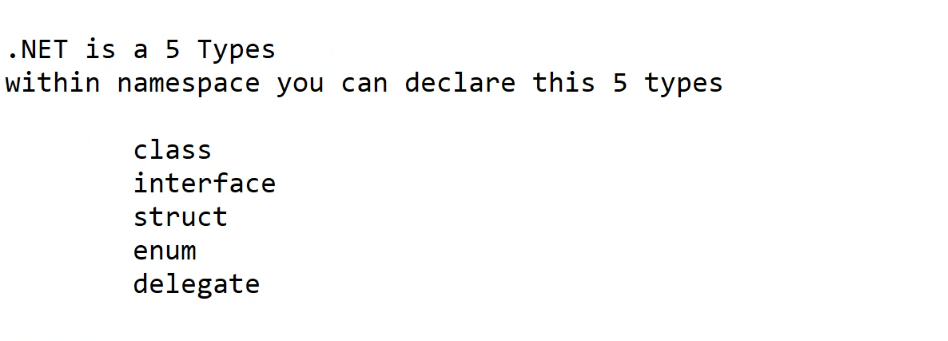 .NET is a 5 Types
within namespace you can declare this 5 types
class
interface
struct
enum
delegate